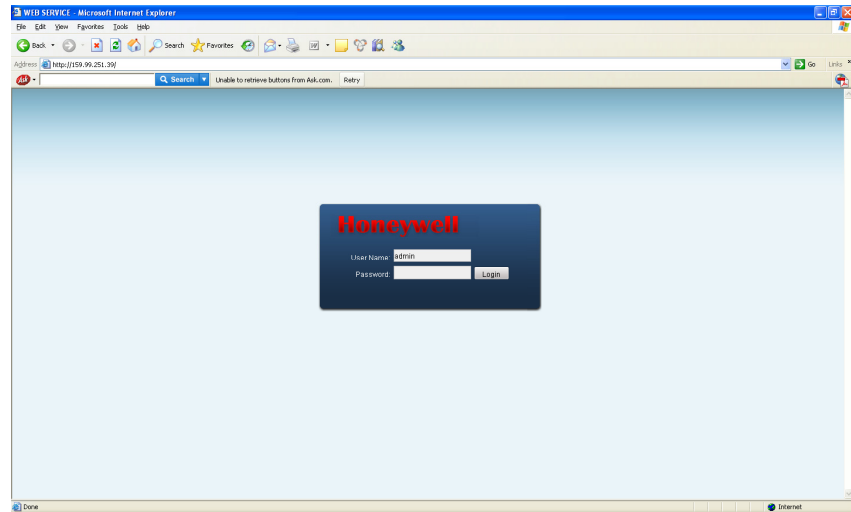 WEB SERVICE - Microsoft Internet Explorer
File Edit View Favorites Tools Help
Back Search Favorites
Address http://159.99.251.39/ Go Links »
Ask Search Unable to retrieve buttons from Ask.com. Retry
Honeywell
User Name: admin
Password: Login
Done Internet